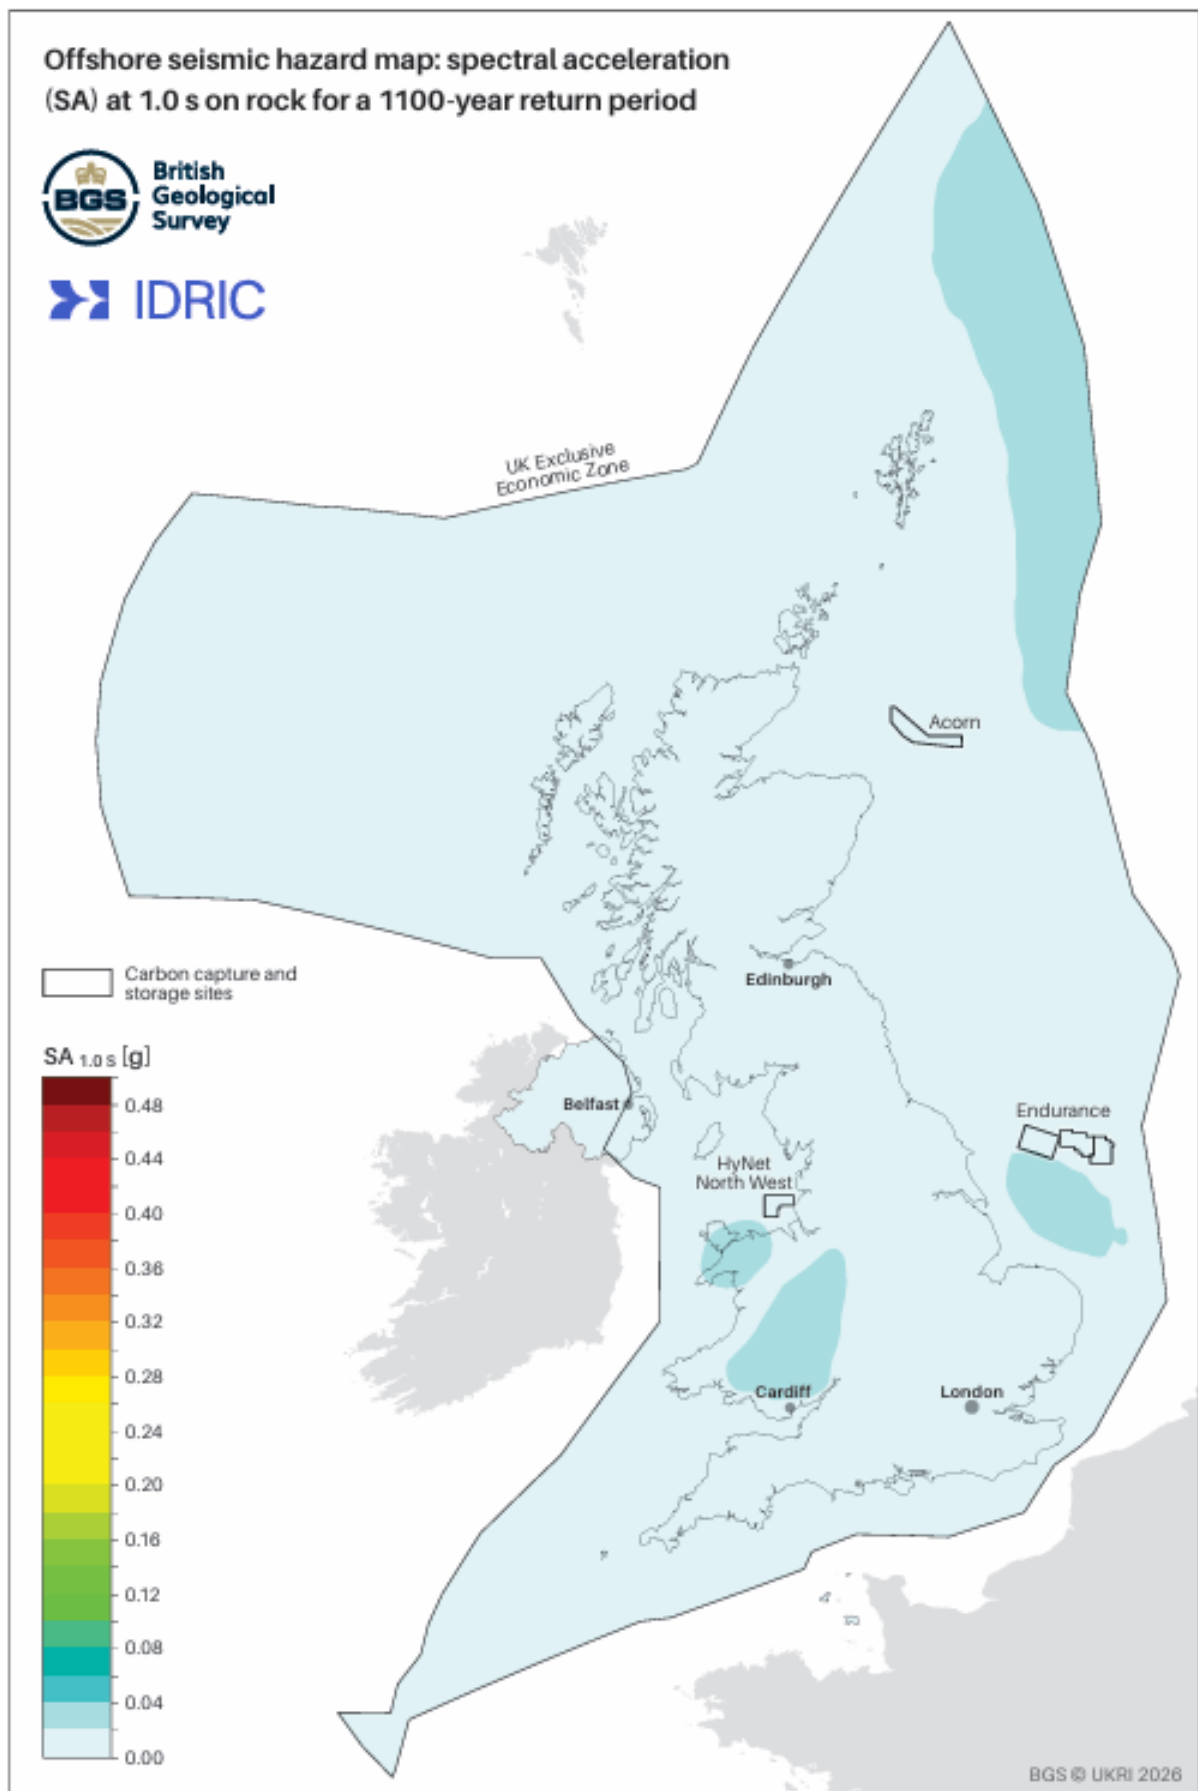 Offshore seismic hazard map: spectral acceleration
(SA) at 1.0 s on rock for a 1100-year return period
BGS
British
Geological
Survey
IDRIC
UK Exclusive
Economic Zone
Acorn
Edinburgh
Carbon capture and
storage sites
Belfast
Endurance
HyNet
North West
Cardiff
London
SA 1.0 s [g]
0.48
0.44
0.40
0.36
0.32
0.28
0.24
0.20
0.16
0.12
0.08
0.04
0.00
BGS © UKRI 2026